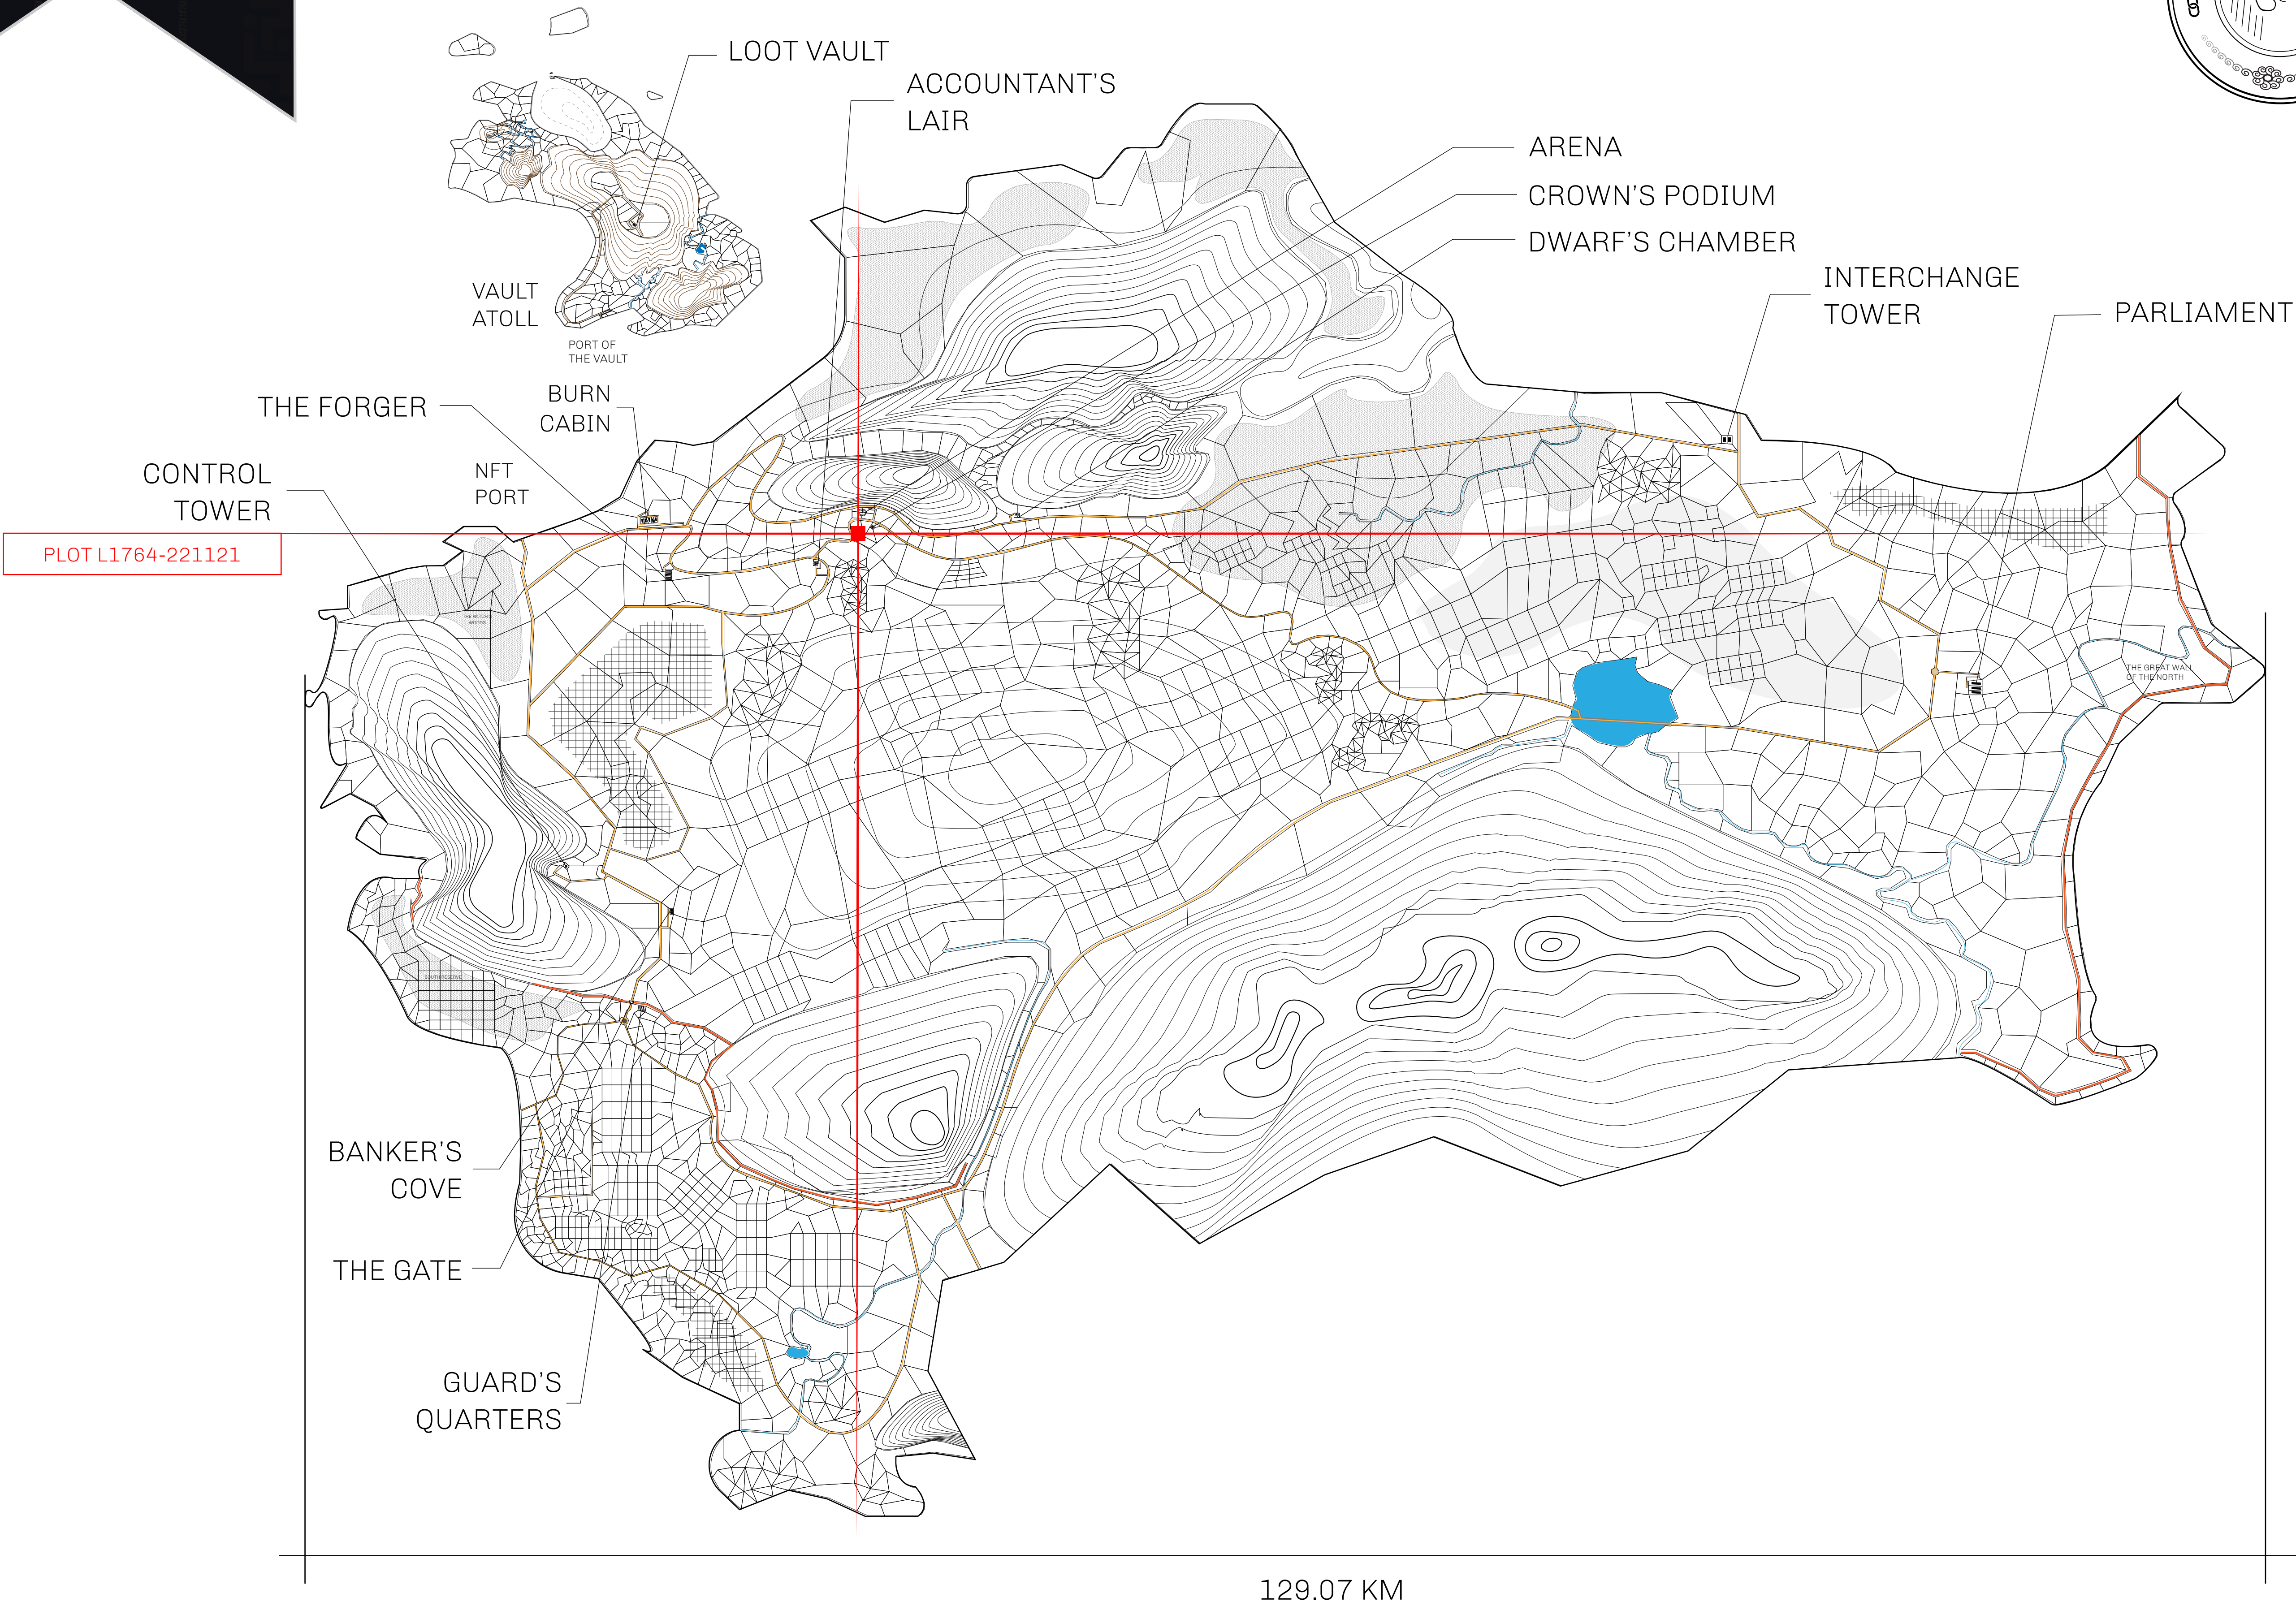 LOOT VAULT
ACCOUNTANT'S
LAIR
ARENA
CROWN'S PODIUM
DWARF'S CHAMBER
INTERCHANGE
TOWER
PARLIAMENT
VAULT
ATOLL
PORT OF
THE VAULT
BURN
CABIN
THE FORGER
NFT
PORT
CONTROL
TOWER
PLOT L1764-221121
THE GREAT WALL
OF THE NORTH
BANKER'S
COVE
THE GATE
GUARD'S
QUARTERS
129.07 KM